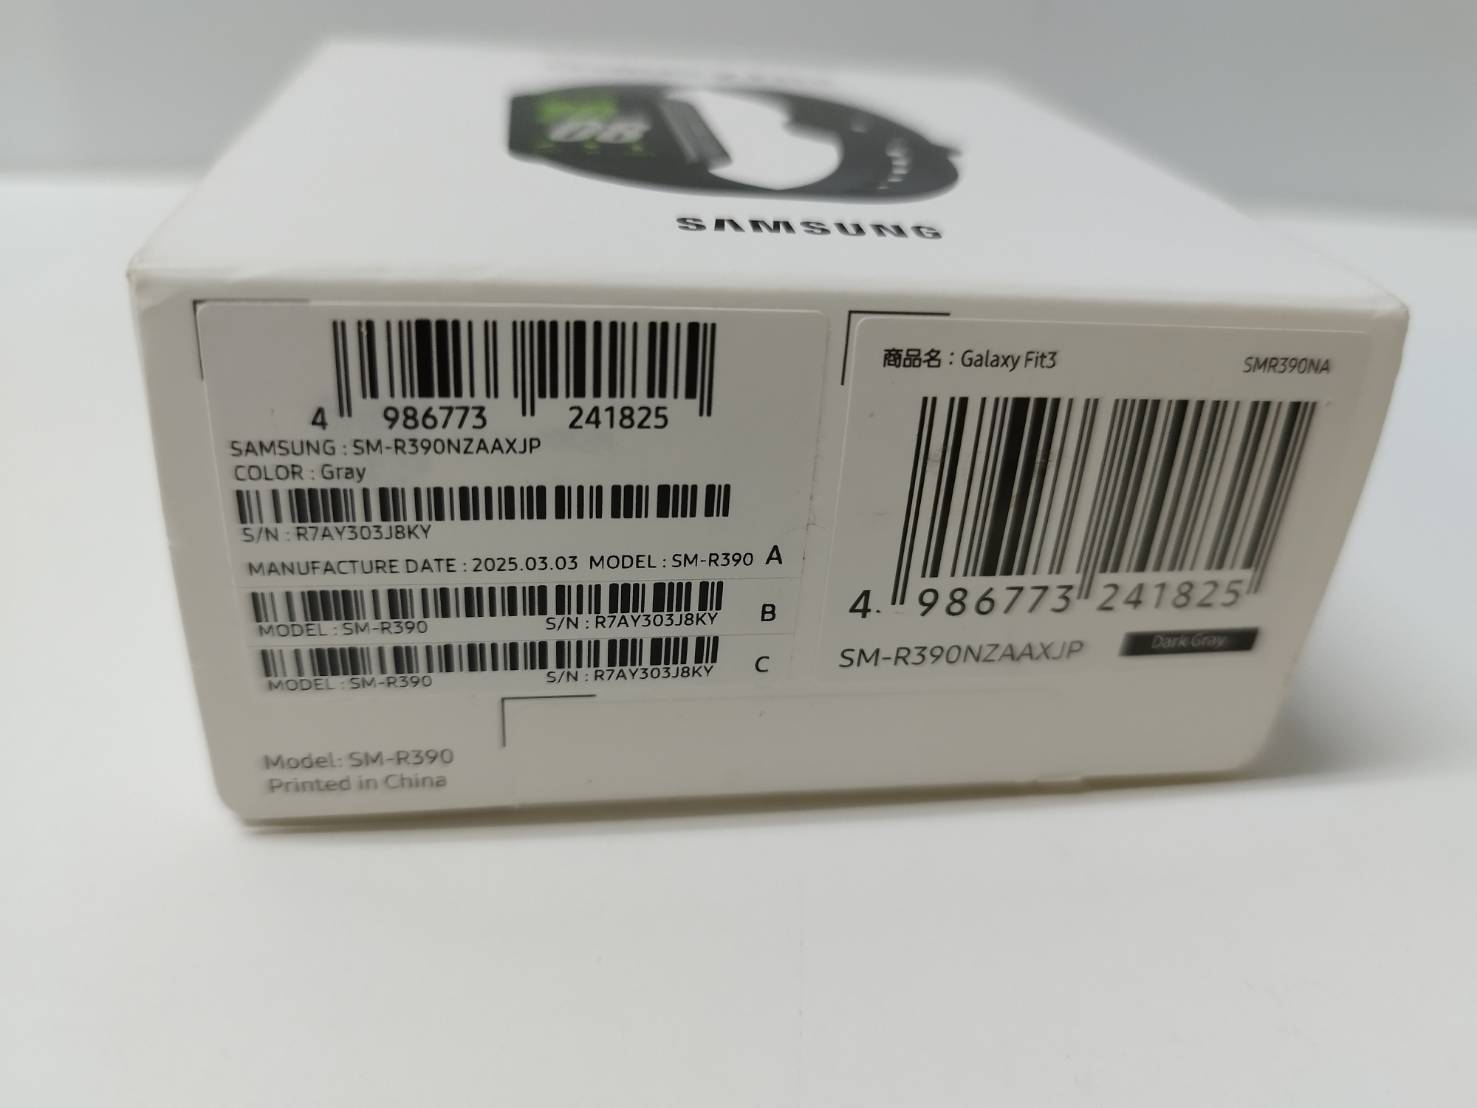 08
SAMSUNG
4 986773 241825
SAMSUNG : SM-R390NZAAXJP
COLOR : Gray
S/N : R7AY303J8KY
MANUFACTURE DATE : 2025.03.03 MODEL : SM-R390 A
MODEL : SM-R390 S/N : R7AY303J8KY B
MODEL : SM-R390 S/N : R7AY303J8KY C
Model: SM-R390
Printed in China
商品名：Galaxy Fit3 SMR390NA
4 986773 241825
SM-R390NZAAXJP Dark Gray